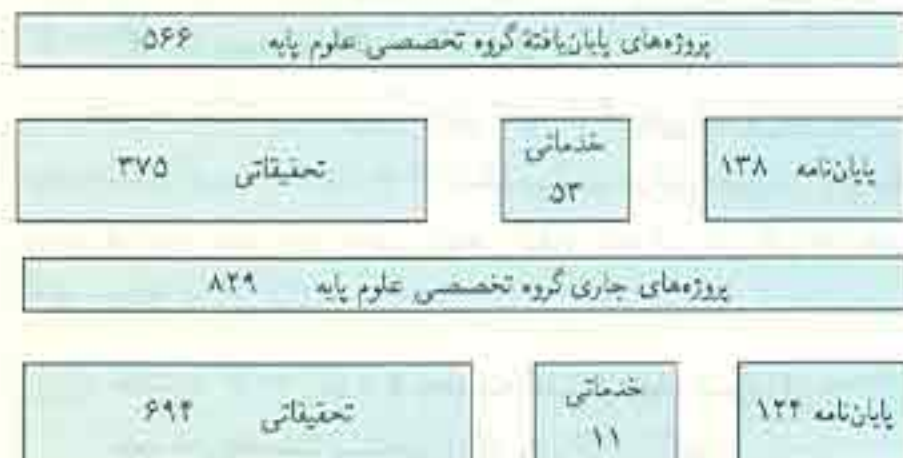 پروژه‌های پایان‌یافتهٔ گروه تخصصی علوم پایه ۵۶۶
پایان‌نامه ۱۳۸
خدماتی
۵۳
تحقیقاتی ۳۷۵
پروژه‌های جاری گروه تخصصی علوم پایه ۸۲۹
پایان‌نامه ۱۲۴
خدماتی
۱۱
تحقیقاتی ۶۹۴